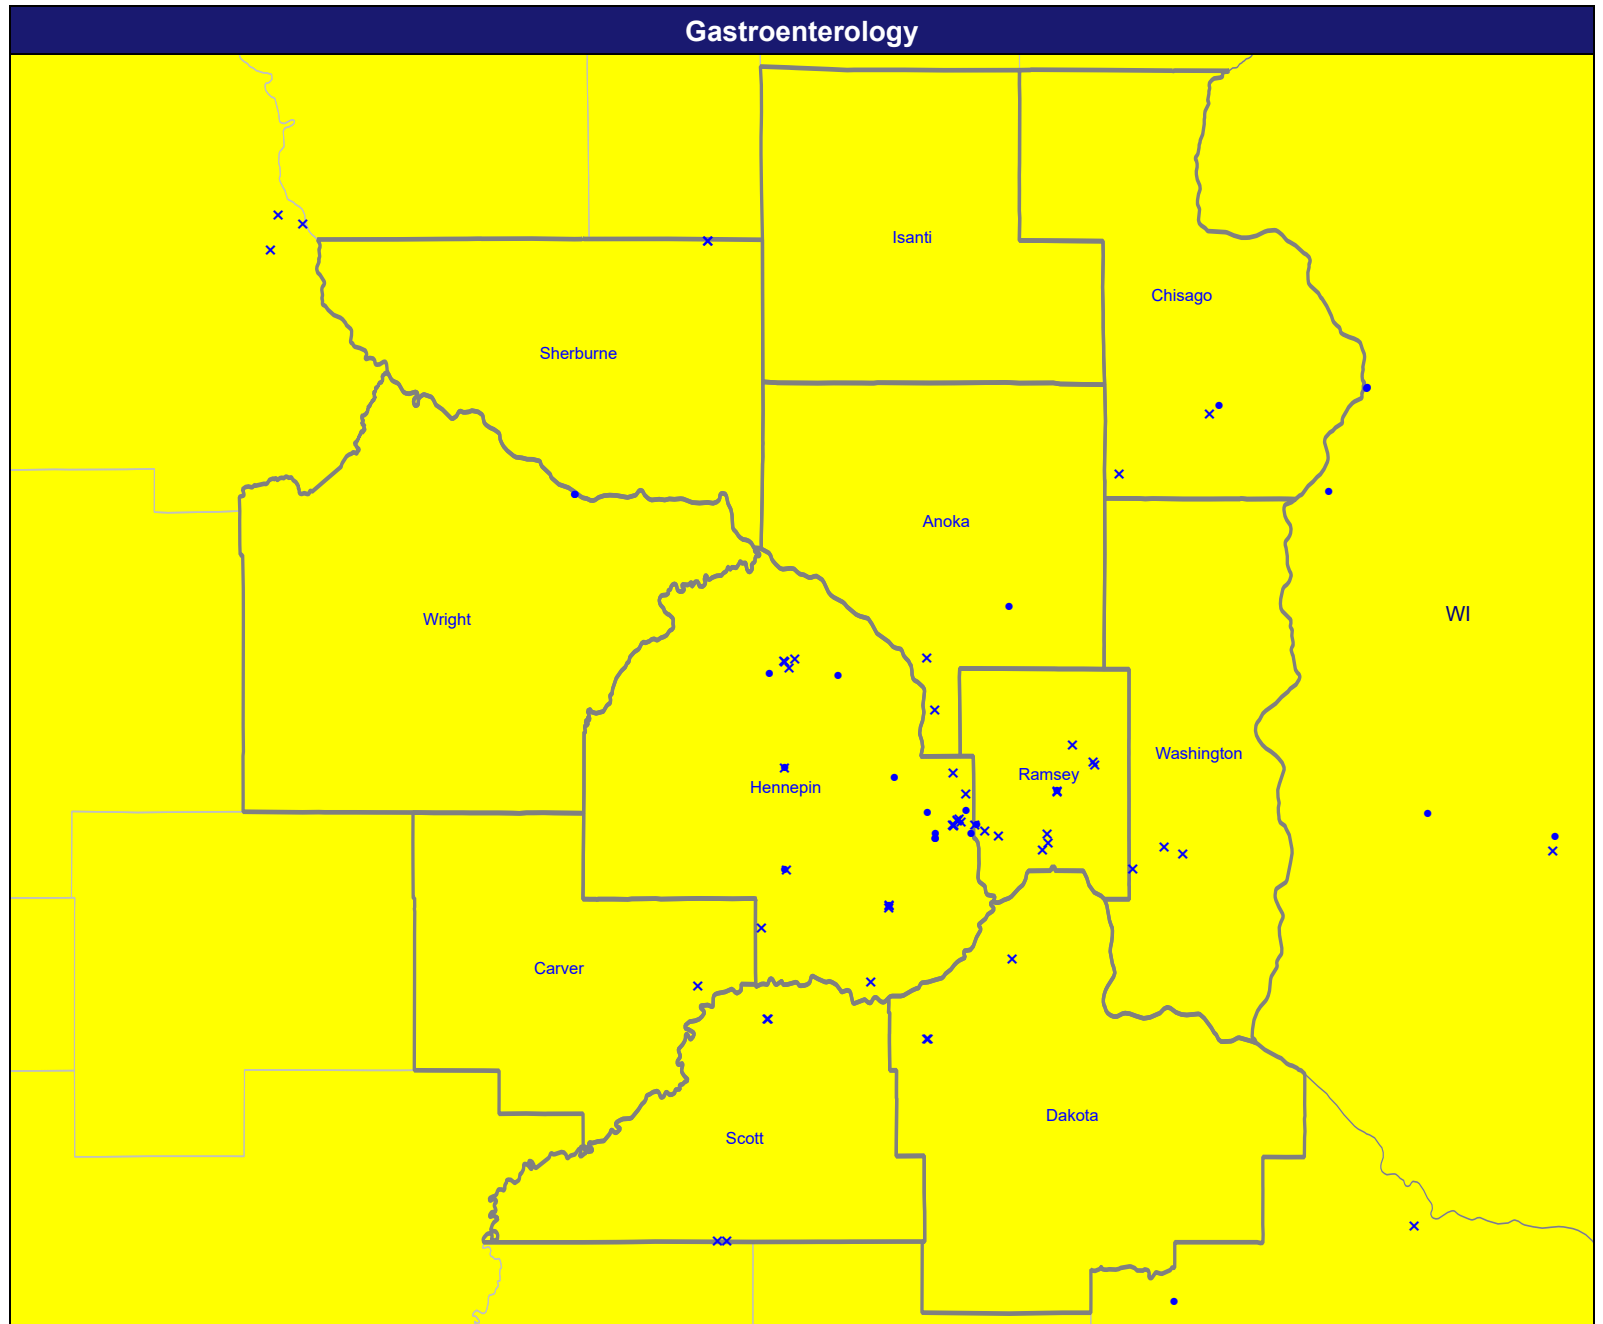 Gastroenterology
Isanti
Chisago
Sherburne
Anoka
WI
Wright
Washington
Ramsey
Hennepin
Carver
Dakota
Scott